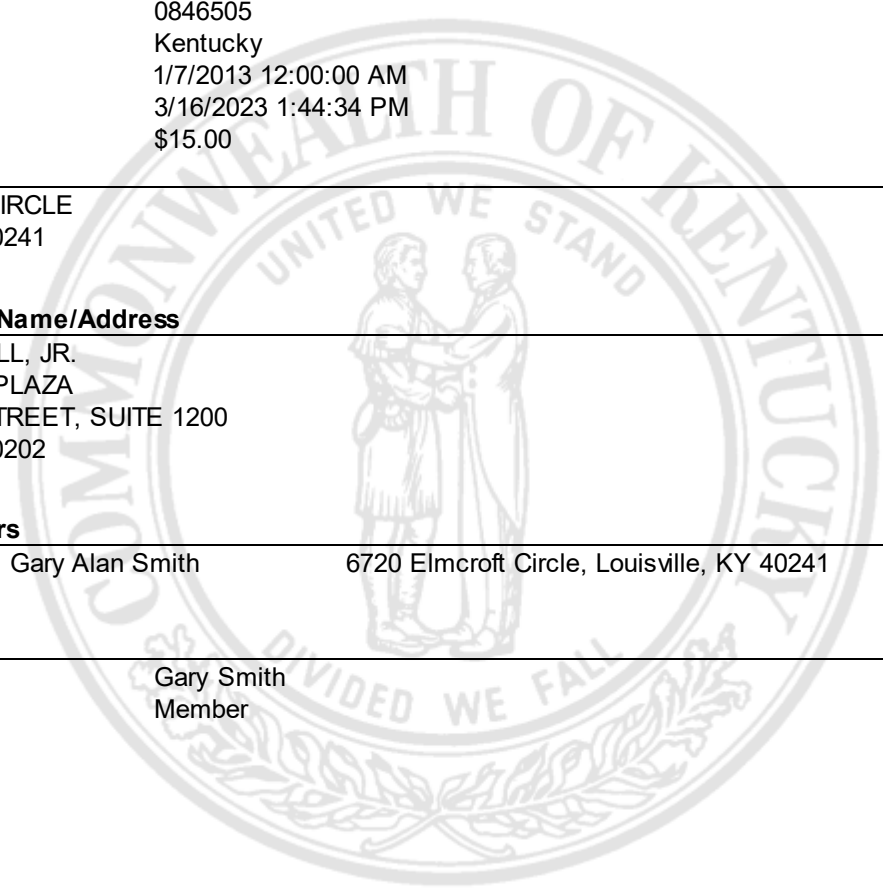 0846505
Kentucky
1/7/2013 12:00:00 AM
3/16/2023 1:44:34 PM
$15.00
IRCLE
0241
Name/Address
LL, JR.
PLAZA
TREET, SUITE 1200
0202
rs
Gary Alan Smith 6720 Elmcroft Circle, Louisville, KY 40241
Gary Smith
Member
COMMONWEALTH OF KENTUCKY
UNITED WE STAND
DIVIDED WE FALL